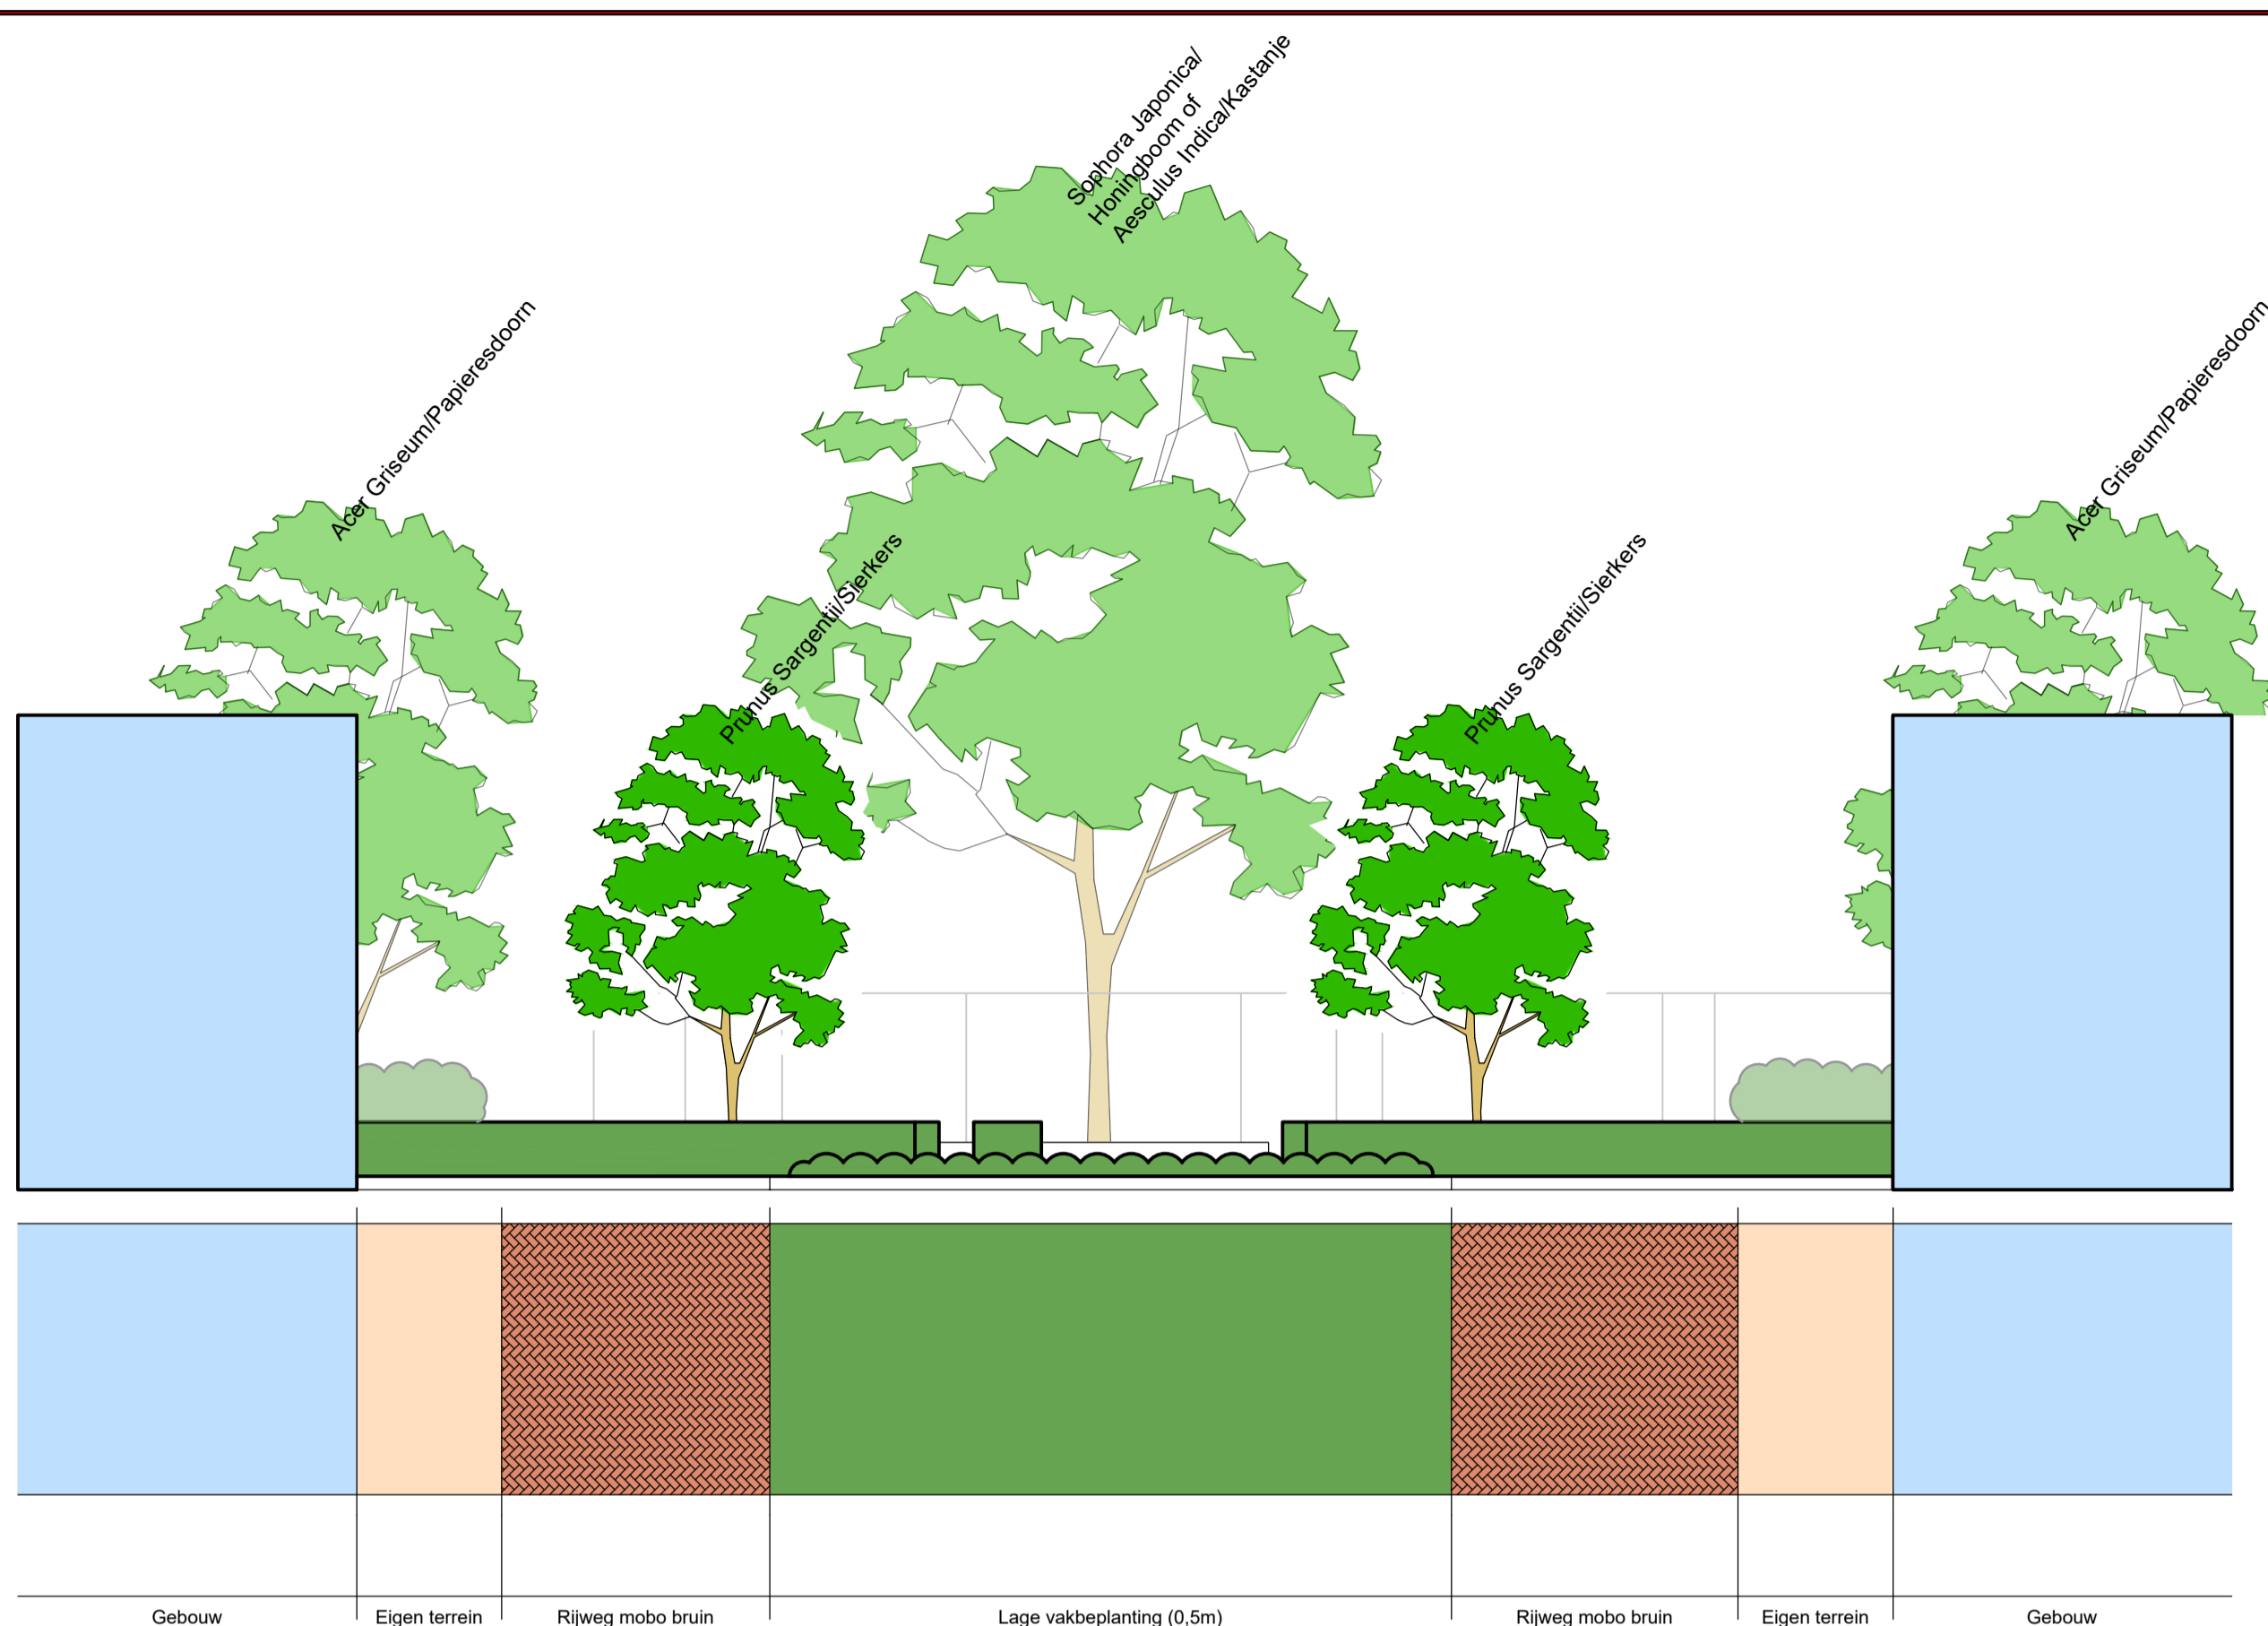 Sophora Japonica/
Honingboom of
Aesculus Indica/Kastanje
Acer Griseum/Papieresdoorn
Acer Griseum/Papieresdoorn
Prunus Sargentii/Sierkers
Prunus Sargentii/Sierkers
Gebouw
Eigen terrein
Rijweg mobo bruin
Lage vakbeplanting (0,5m)
Rijweg mobo bruin
Eigen terrein
Gebouw